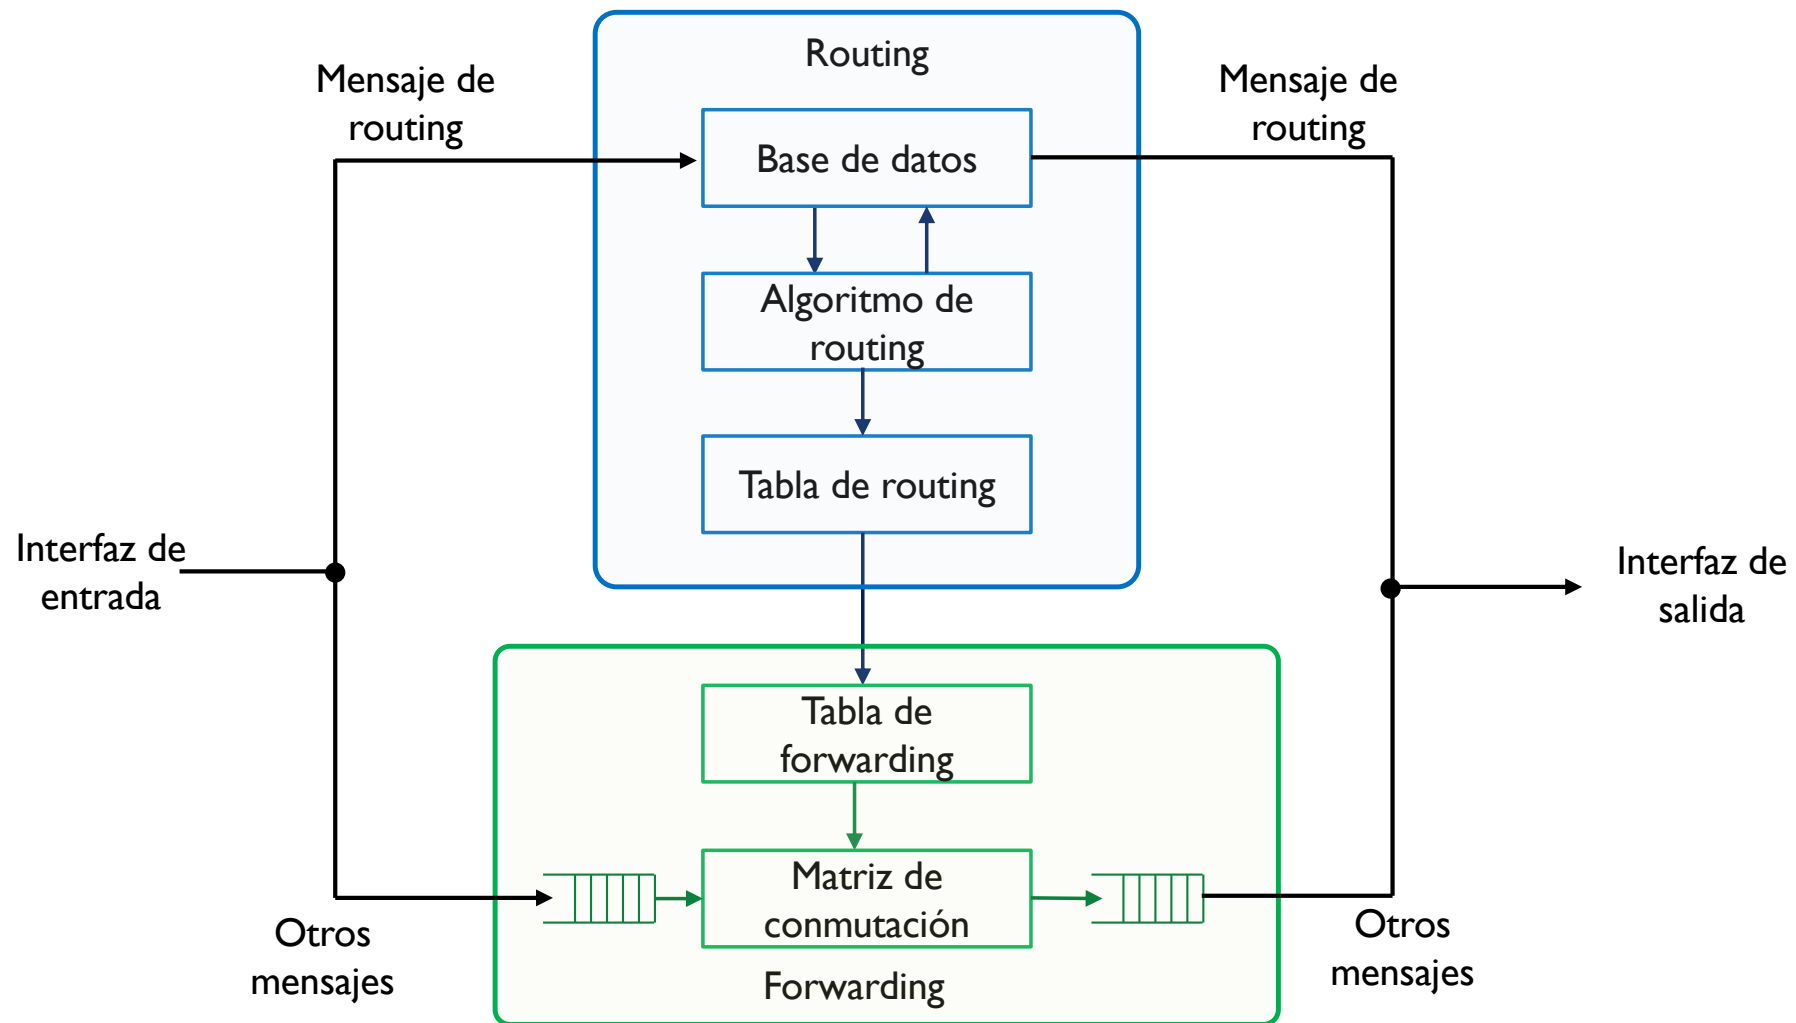 Routing
Mensaje de
routing
Mensaje de
routing
Base de datos
Algoritmo de
routing
Tabla de routing
Interfaz de
entrada
Interfaz de
salida
Tabla de
forwarding
Matriz de
conmutación
Otros
mensajes
Otros
mensajes
Forwarding